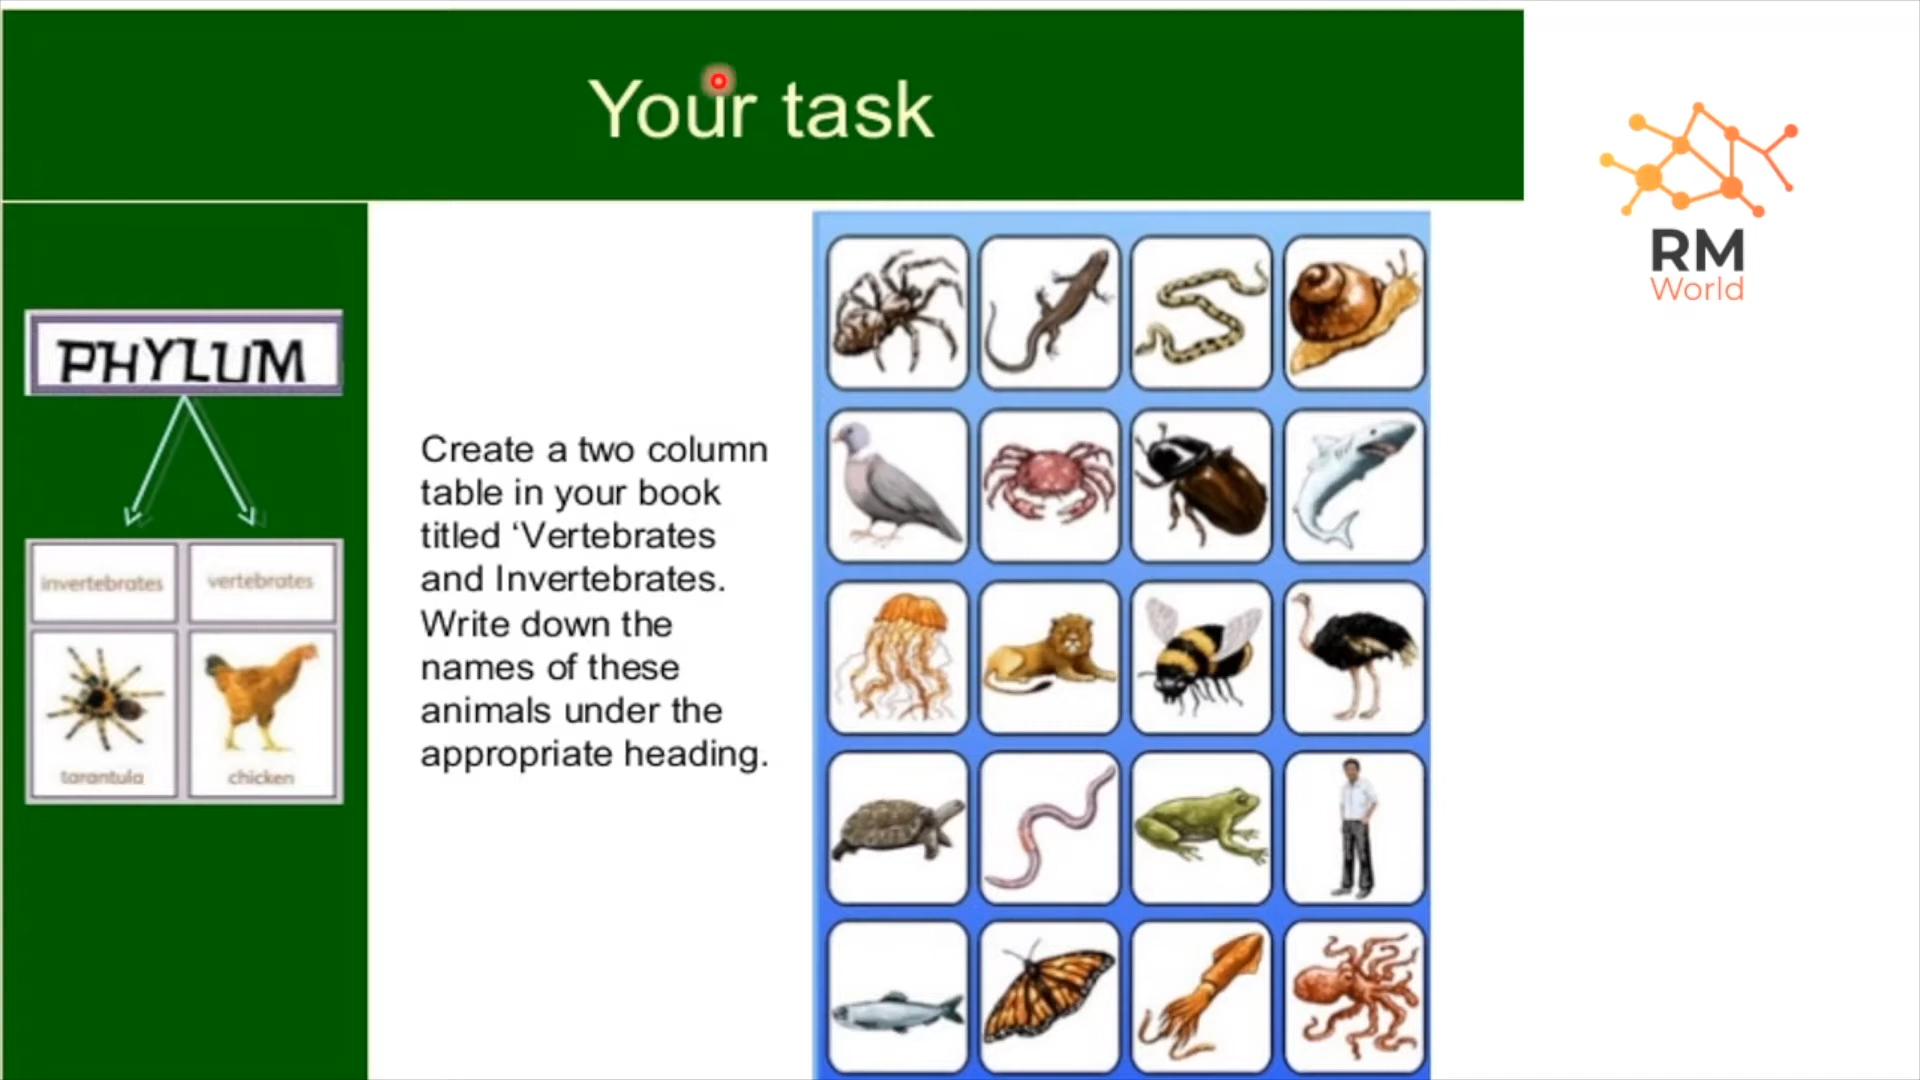 Your task
RM
World
PHYLUM
invertebrates
vertebrates
tarantula
chicken
Create a two column
table in your book
titled ‘Vertebrates
and Invertebrates.
Write down the
names of these
animals under the
appropriate heading.